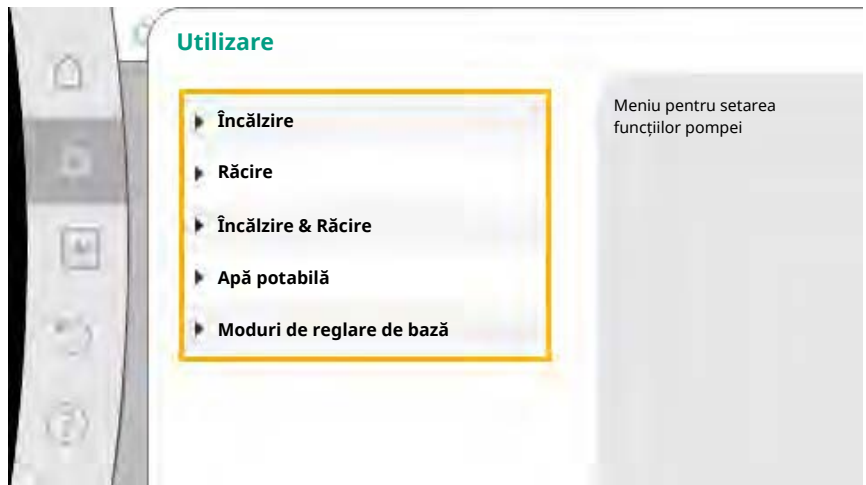 Utilizare
Încălzire
Răcire
Încălzire & Răcire
Apă potabilă
Moduri de reglare de bază
Meniu pentru setarea
funcțiilor pompei